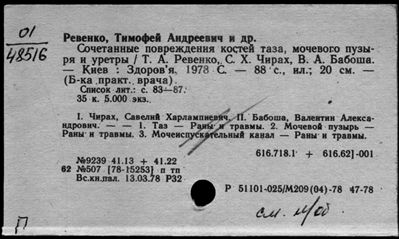 01
48516
Ревенко, Тимофей Андреевич и др.
Сочетанные повреждения костей таза, мочевого пузы-
ря и уретры / Т. А. Ревенко, С. Х. Чирах, В. А. Бабоша.
— Киев : Здоров'я, 1978 С. — 88 с., ил.; 20 см. —
(Б-ка практ. врача).
Список лит.: с. 83—87.
35 к. 5.000 экз.
I. Чирах, Савелий Харлампиевич. II. Бабоша, Валентин Алекса-
ндрович. — — 1. Таз — Раны и травмы. 2. Мочевой пузырь —
Раны и травмы. 3. Мочеиспускательный канал — Раны и травмы.
616.718.1 + 616.62]-001
№9239 41.13 + 41.22
62 №507 [78-15253] п тп
Вс.кн.пал. 13.03.78 Р32
Р 51101-025/М209(04)-78 47-78
см. н/об
П